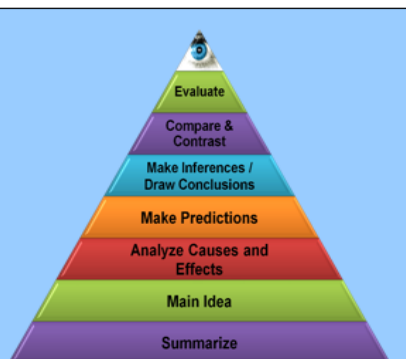 Evaluate
Compare &
Contrast
Make Inferences /
Draw Conclusions
Make Predictions
Analyze Causes and
Effects
Main Idea
Summarize